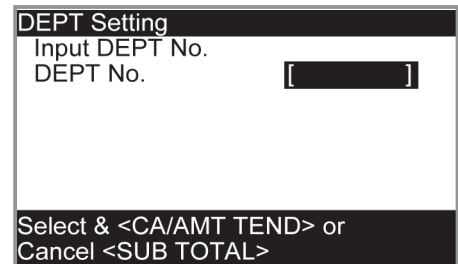 DEPT Setting
Input DEPT No.
DEPT No. [ ]
Select & <CA/AMT TEND> or
Cancel <SUB TOTAL>